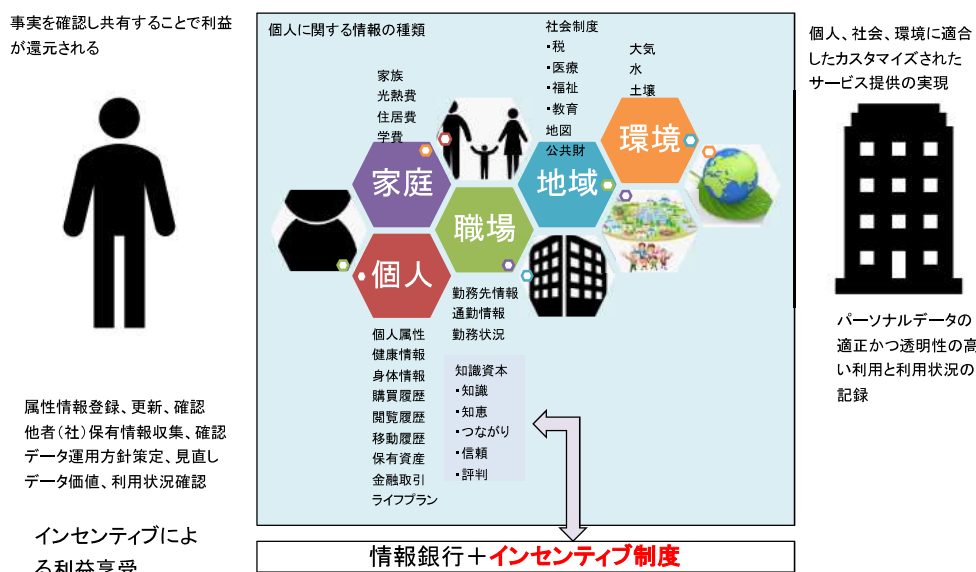 事実を確認し共有することで利益
が還元される
属性情報登録、更新、確認
他者(社)保有情報収集、確認
データ運用方針策定、見直し
データ価値、利用状況確認
インセンティブによ
る利益享受
個人に関する情報の種類
家族
光熱費
住居費
学費
家庭
個人
個人属性
健康情報
身体情報
購買履歴
閲覧履歴
移動履歴
保有資産
金融取引
ライフプラン
職場
勤務先情報
通勤情報
勤務状況
知識資本
・知識
・知恵
・つながり
・信頼
・評判
社会制度
・税
・医療
・福祉
・教育
地図
公共財
地域
大気
水
土壌
環境
情報銀行+インセンティブ制度
個人、社会、環境に適合
したカスタマイズされた
サービス提供の実現
パーソナルデータの
適正かつ透明性の高
い利用と利用状況の
記録